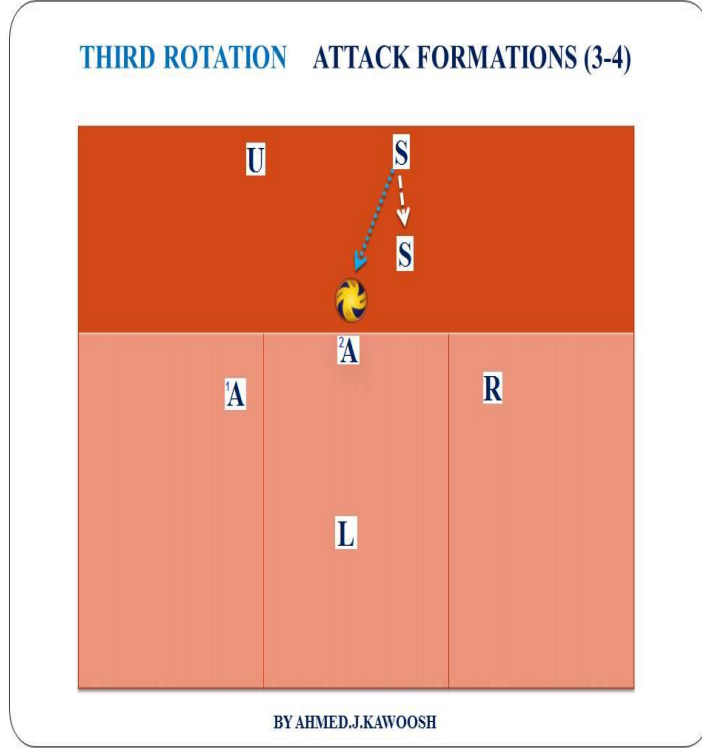 THIRD ROTATION ATTACK FORMATIONS (3-4)
U S
S
2A
1A R
L
BY AHMED.J.KAWOOSH